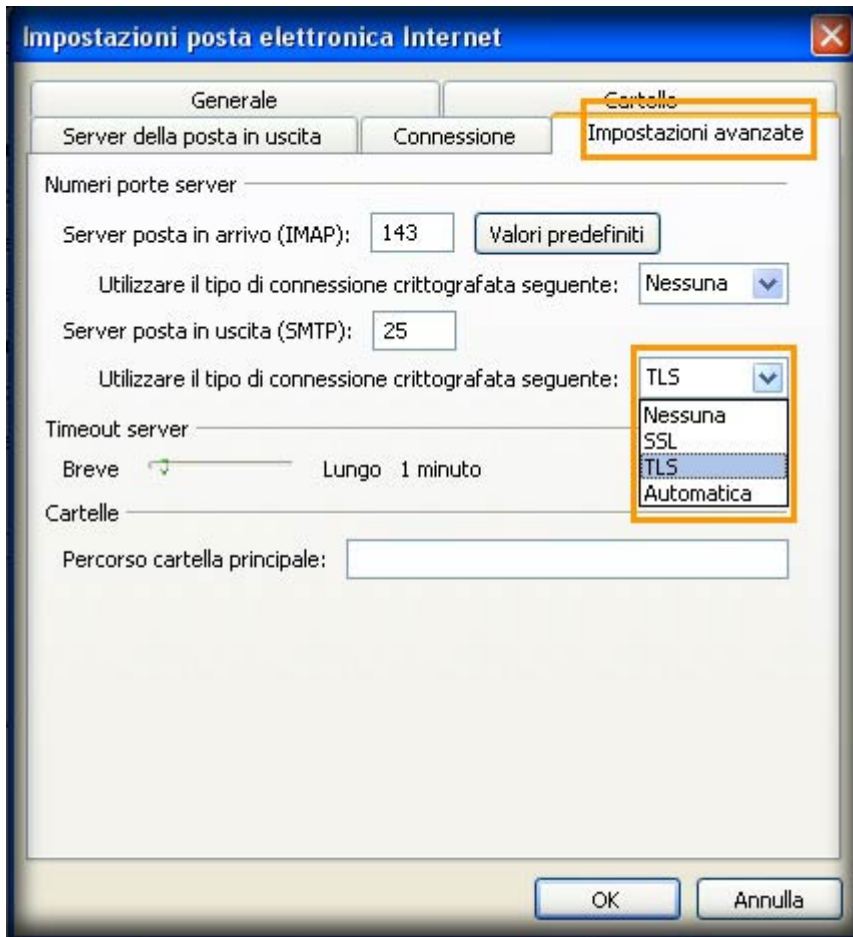 Impostazioni posta elettronica Internet
Generale Cartelle
Server della posta in uscita Connessione Impostazioni avanzate
Numeri porte server
Server posta in arrivo (IMAP): 143 Valori predefiniti
Utilizzare il tipo di connessione crittografata seguente: Nessuna
Server posta in uscita (SMTP): 25
Utilizzare il tipo di connessione crittografata seguente: TLS
Nessuna
SSL
TLS
Automatica
Timeout server
Breve Lungo 1 minuto
Cartelle
Percorso cartella principale:
OK Annulla